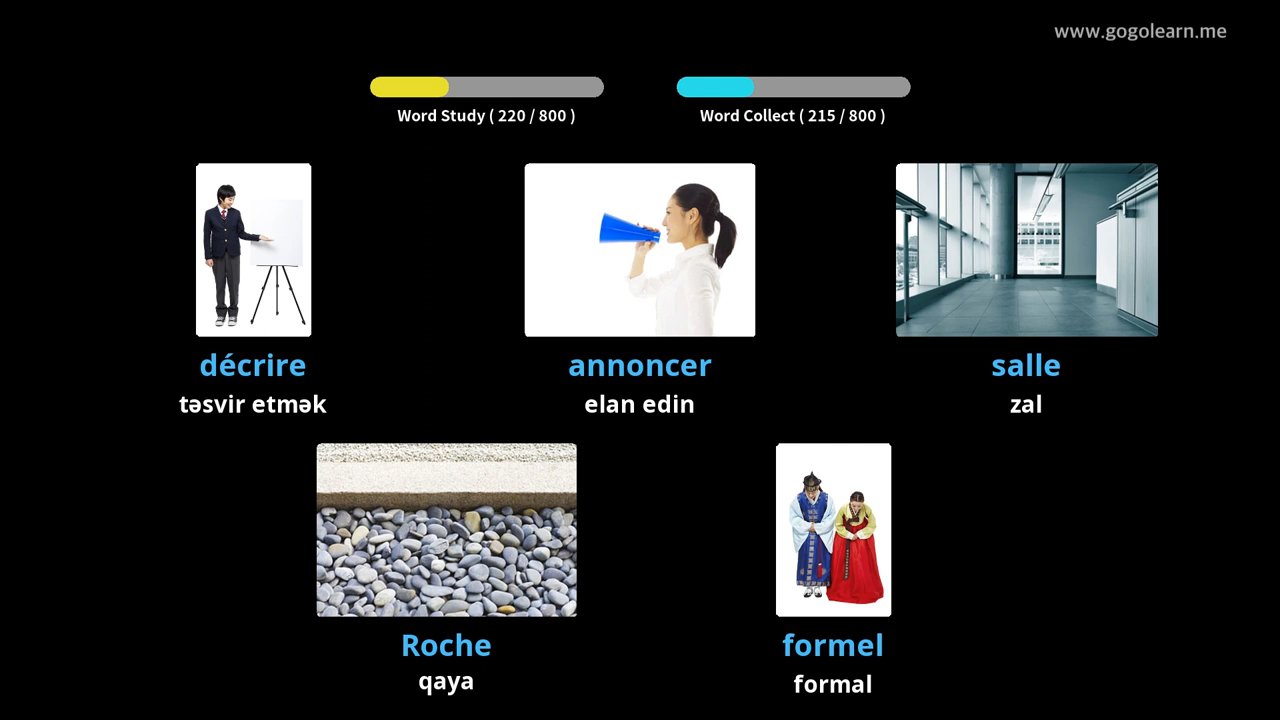 www.gogolearn.me
Word Study ( 220 / 800 )
Word Collect ( 215 / 800 )
décrire
təsvir etmək
annoncer
elan edin
salle
zal
Roche
qaya
formel
formal